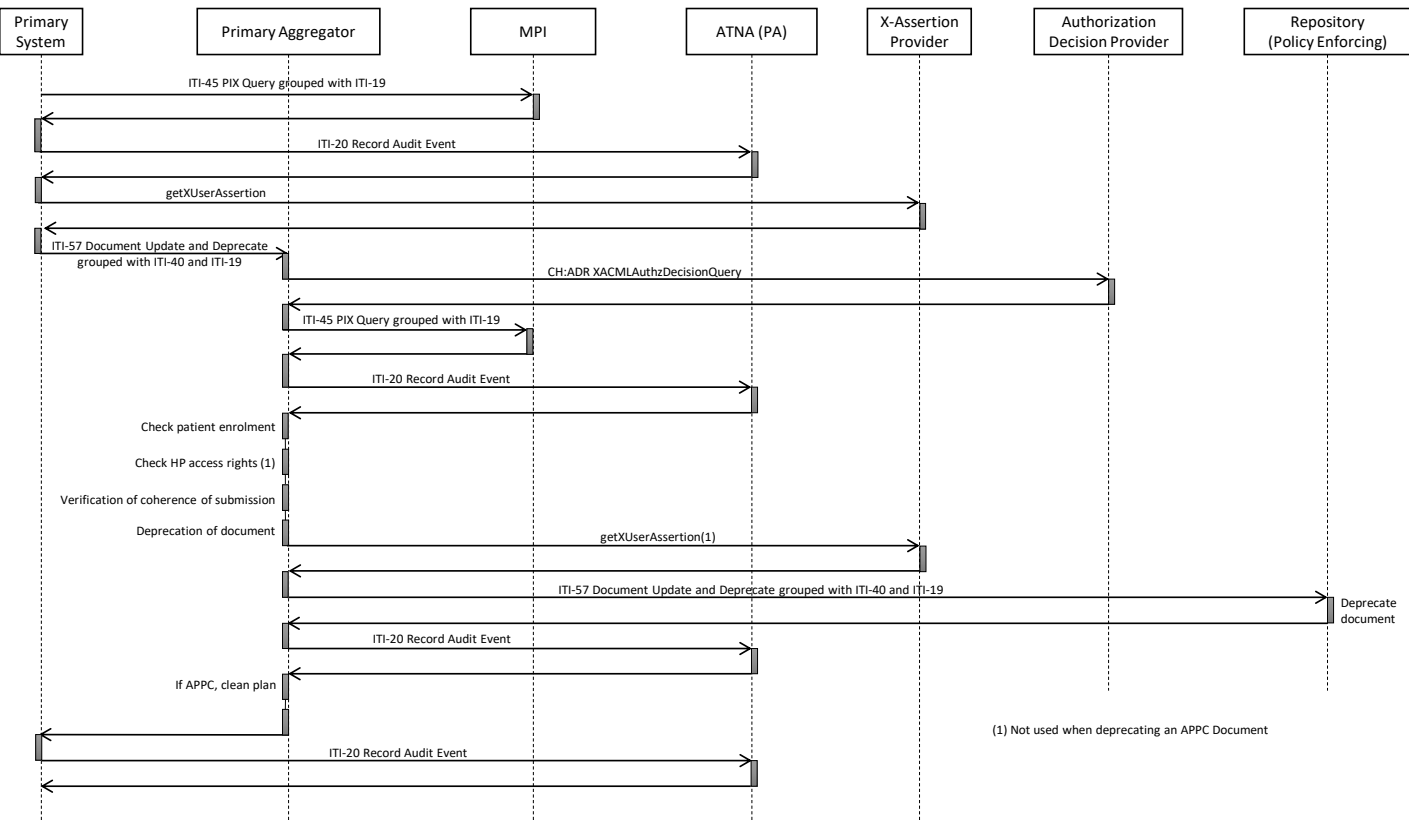 Primary
System
Primary Aggregator
MPI
ATNA (PA)
X-Assertion
Provider
Authorization
Decision Provider
Repository
(Policy Enforcing)
ITI-45 PIX Query grouped with ITI-19
ITI-20 Record Audit Event
getXUserAssertion
ITI-57 Document Update and Deprecate
grouped with ITI-40 and ITI-19
CH:ADR XACMLAuthzDecisionQuery
ITI-45 PIX Query grouped with ITI-19
ITI-20 Record Audit Event
Check patient enrolment
Check HP access rights (1)
Verification of coherence of submission
Deprecation of document
getXUserAssertion(1)
ITI-57 Document Update and Deprecate grouped with ITI-40 and ITI-19
Deprecate
document
ITI-20 Record Audit Event
If APPC, clean plan
(1) Not used when deprecating an APPC Document
ITI-20 Record Audit Event